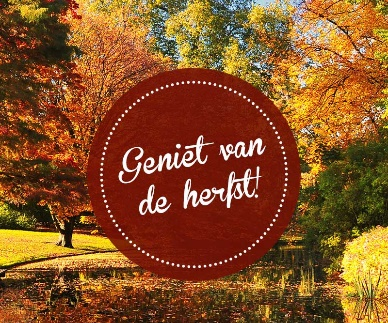 Geniet van
de herfst!